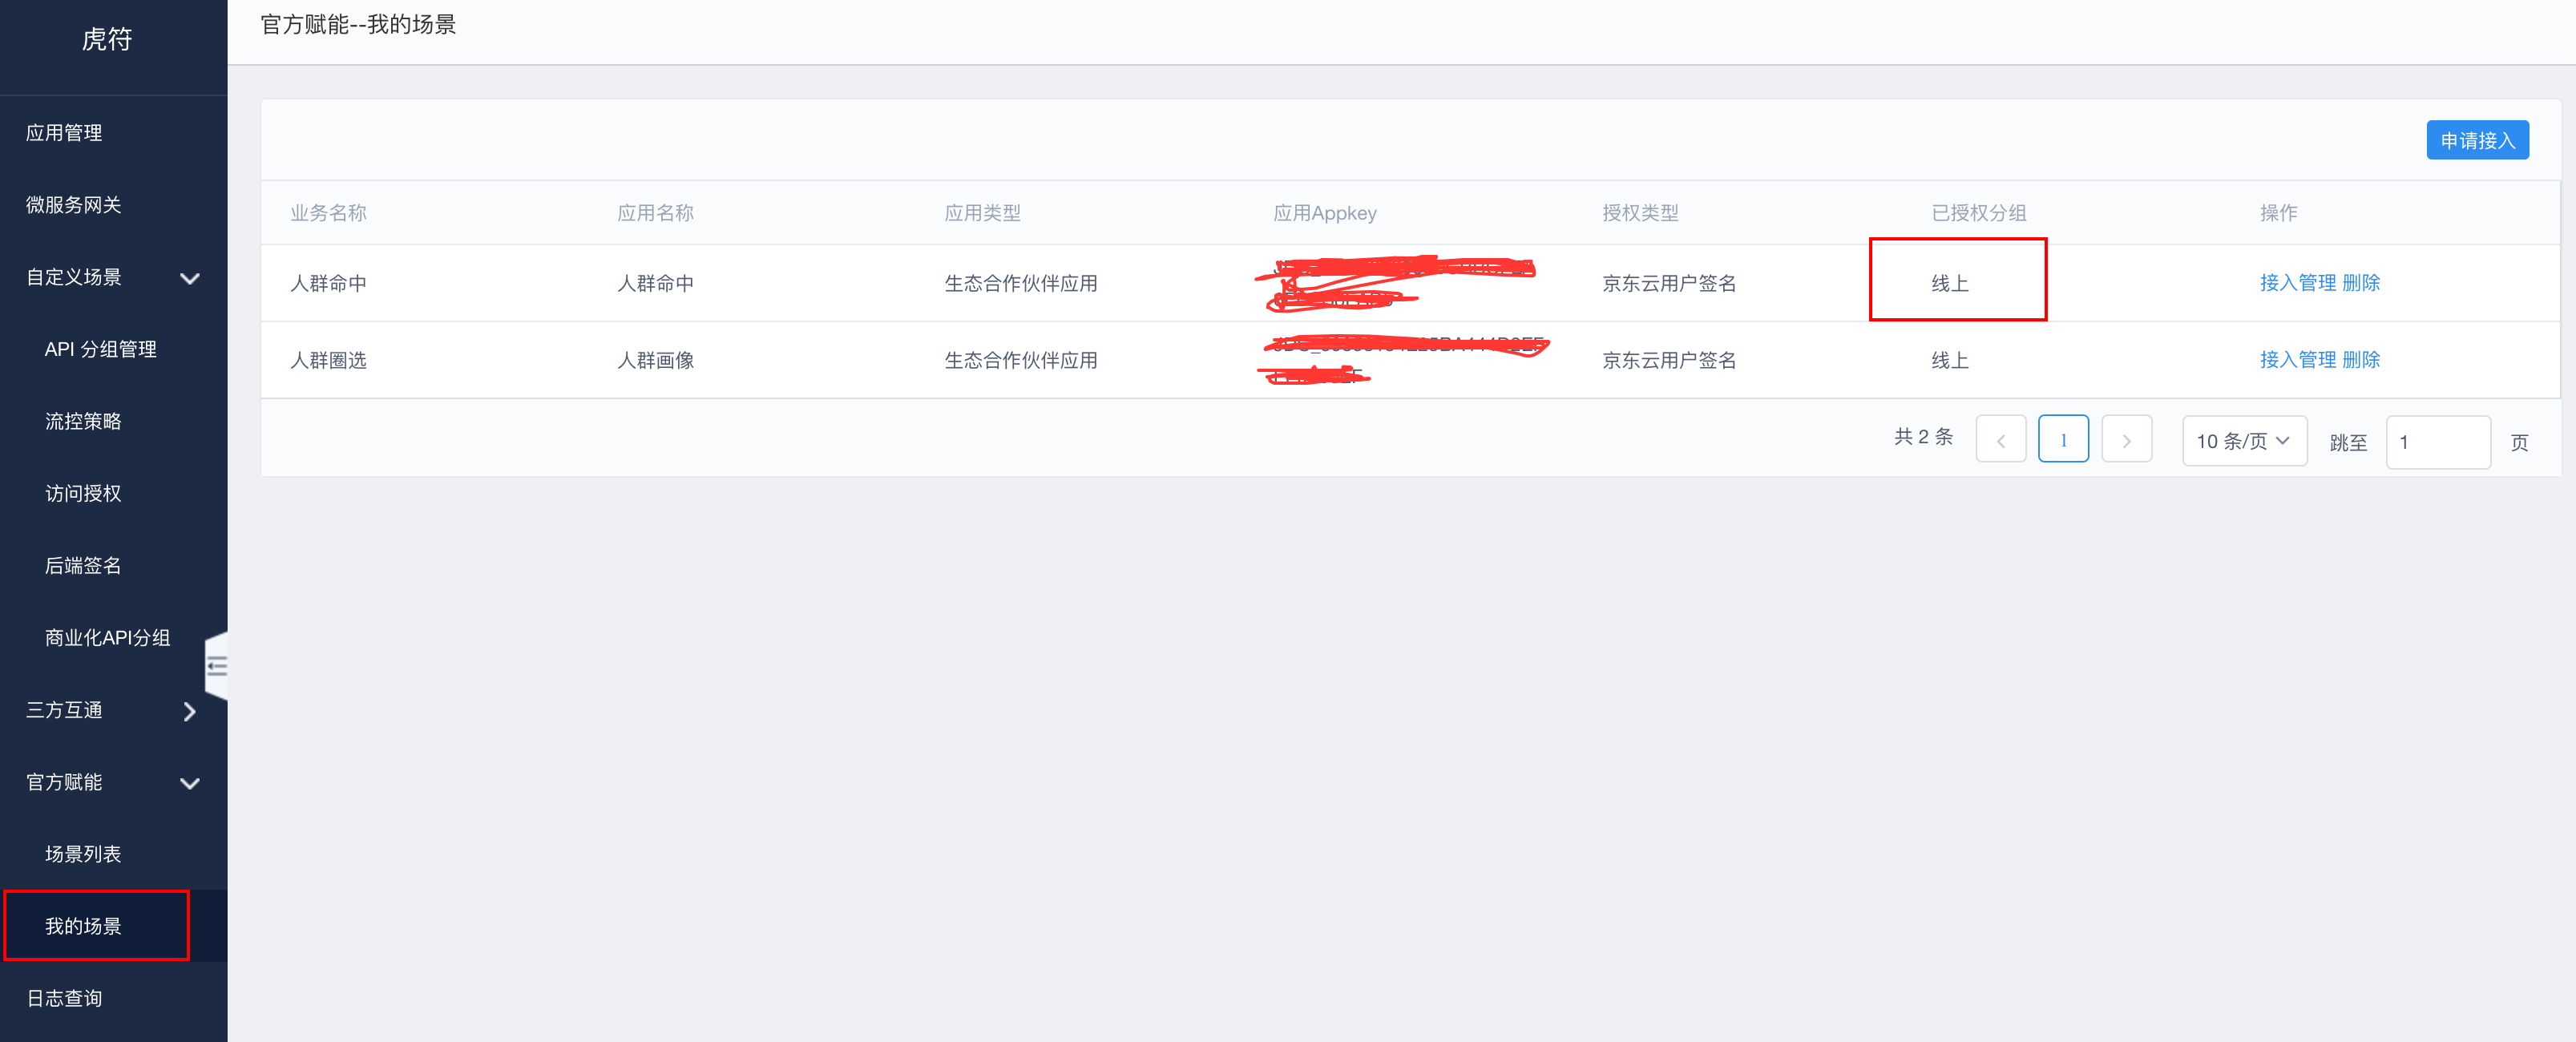 虎符
官方赋能--我的场景
应用管理
微服务网关
自定义场景
API 分组管理
流控策略
访问授权
后端签名
商业化API分组
三方互通
官方赋能
场景列表
我的场景
日志查询
申请接入
业务名称 应用名称 应用类型 应用Appkey 授权类型 已授权分组 操作
人群命中 人群命中 生态合作伙伴应用 京东云用户签名 线上 接入管理 删除
人群圈选 人群画像 生态合作伙伴应用 京东云用户签名 线上 接入管理 删除
共 2 条 1 10 条/页 跳至 1 页